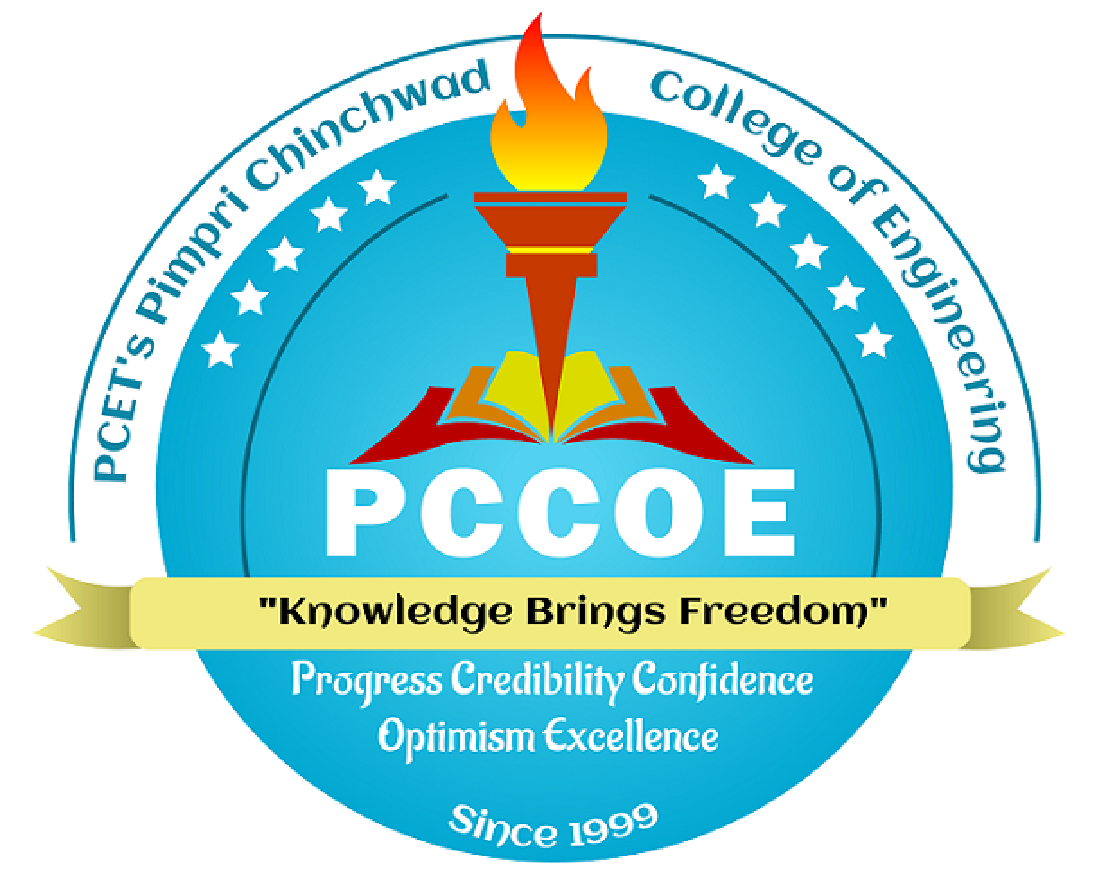 PCET's Pimpri Chinchwad College of Engineering
PCCOE
"Knowledge Brings Freedom"
Progress Credibility Confidence
Optimism Excellence
Since 1999